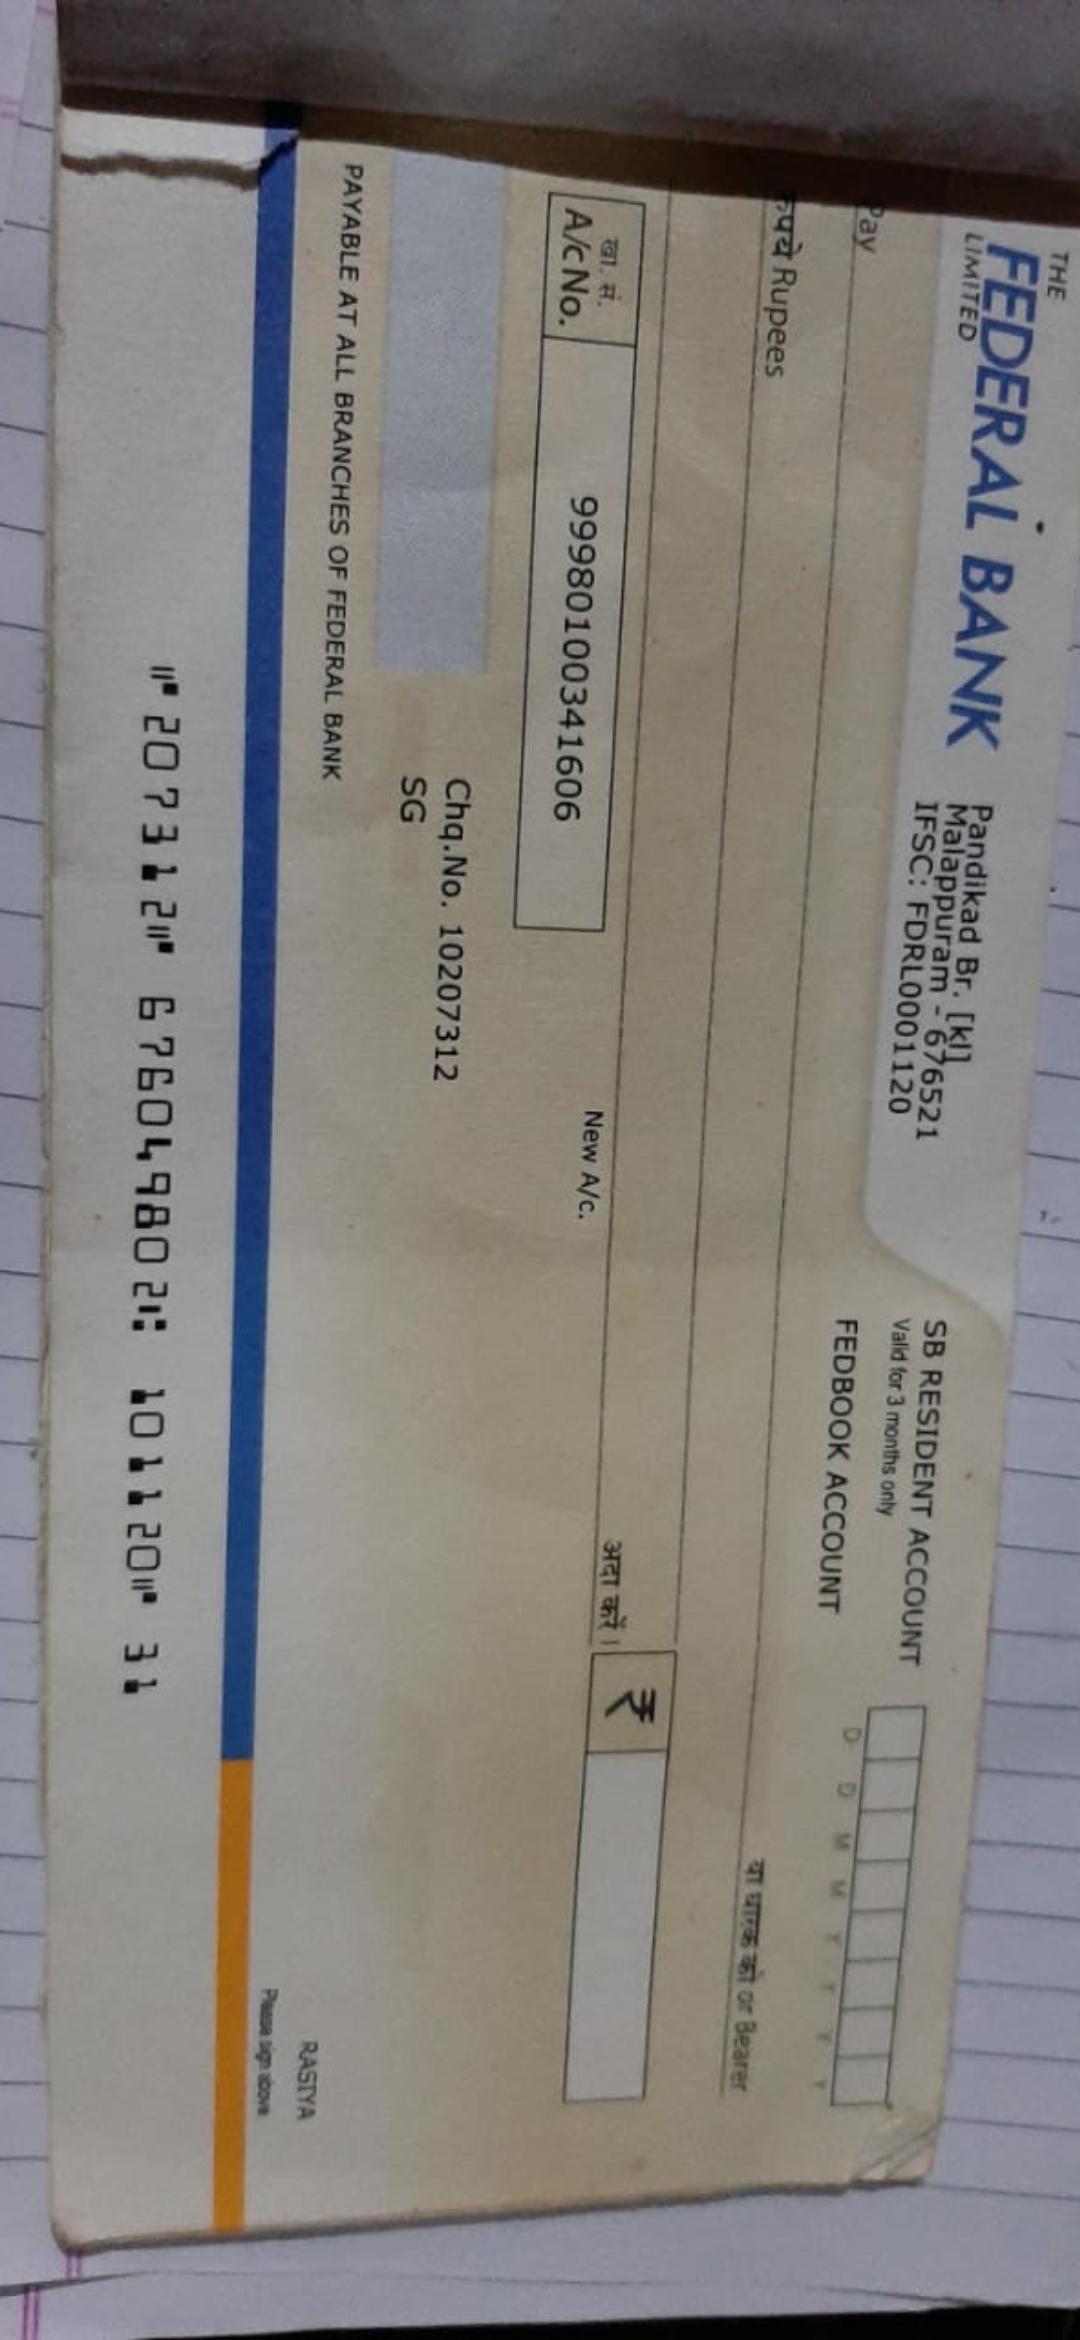 THE
FEDERAL BANK
LIMITED
Pandikad Br. [kl]
Malappuram - 676521
IFSC: FDRL0001120
SB RESIDENT ACCOUNT
Valid for 3 months only
FEDBOOK ACCOUNT
D D M M Y Y Y Y
Pay
या धारक को or Bearer
रुपये Rupees
अदा करें।
₹
खा. सं.
A/c No.
99980100341606
New A/c.
Chq.No. 10207312
SG
PAYABLE AT ALL BRANCHES OF FEDERAL BANK
RASIYA
Please sign above
⑈207312⑈ 676049802⑆ 101120⑈ 31